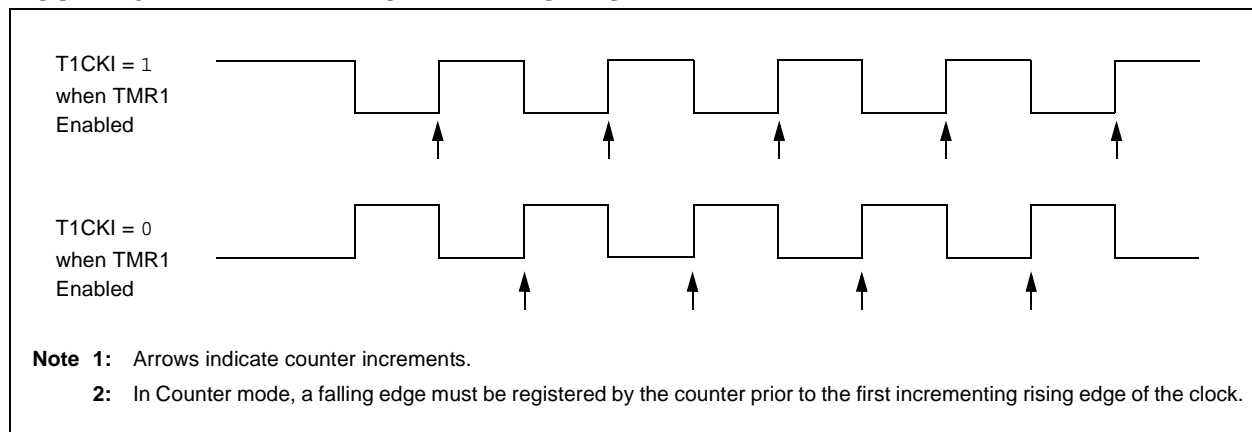 T1CKI = 1
when TMR1
Enabled
T1CKI = 0
when TMR1
Enabled
Note 1: Arrows indicate counter increments.
2: In Counter mode, a falling edge must be registered by the counter prior to the first incrementing rising edge of the clock.